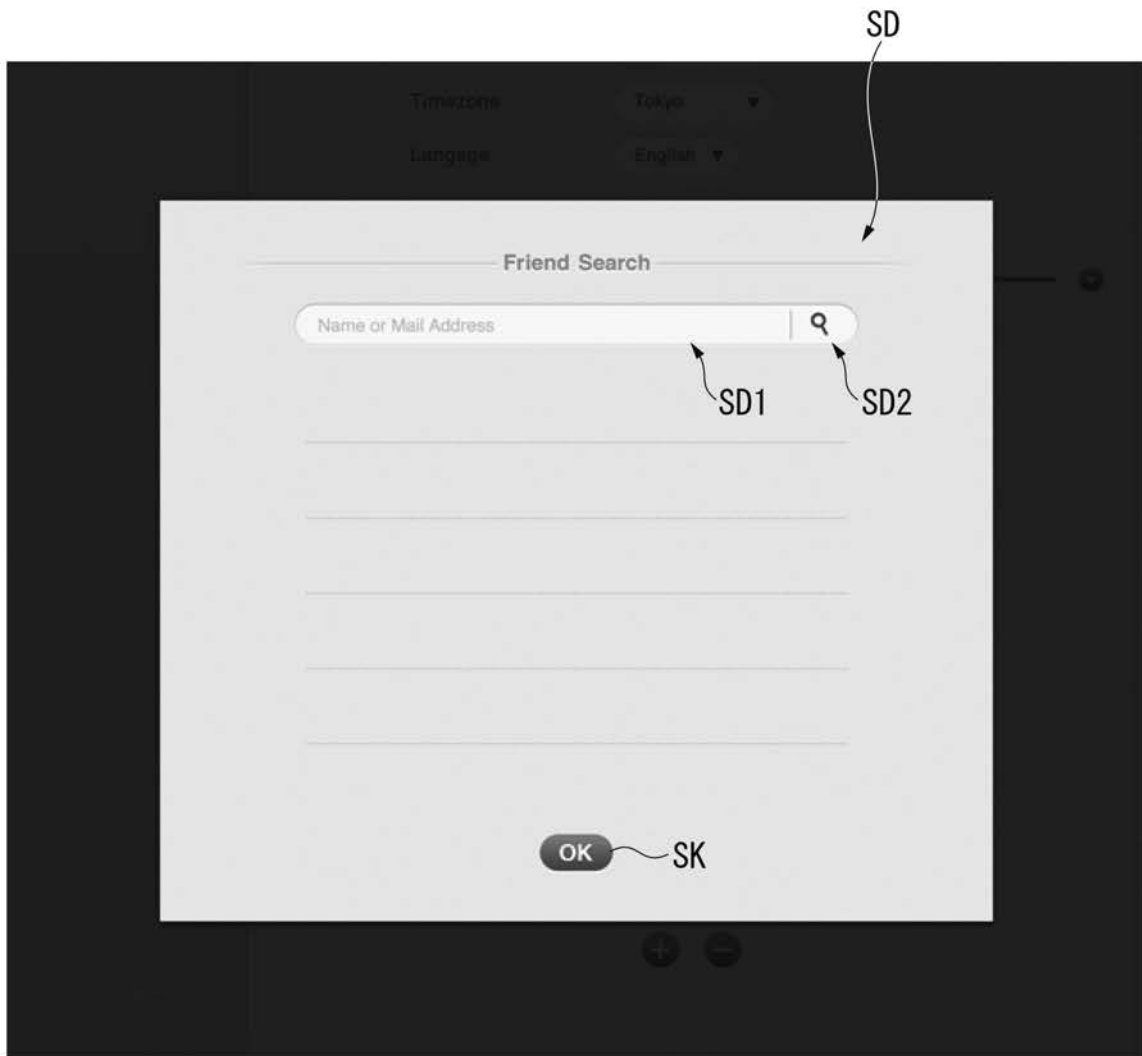 SD
Timezone Tokyo
Langage English
Friend Search
Name or Mail Address
SD1 SD2
OK SK